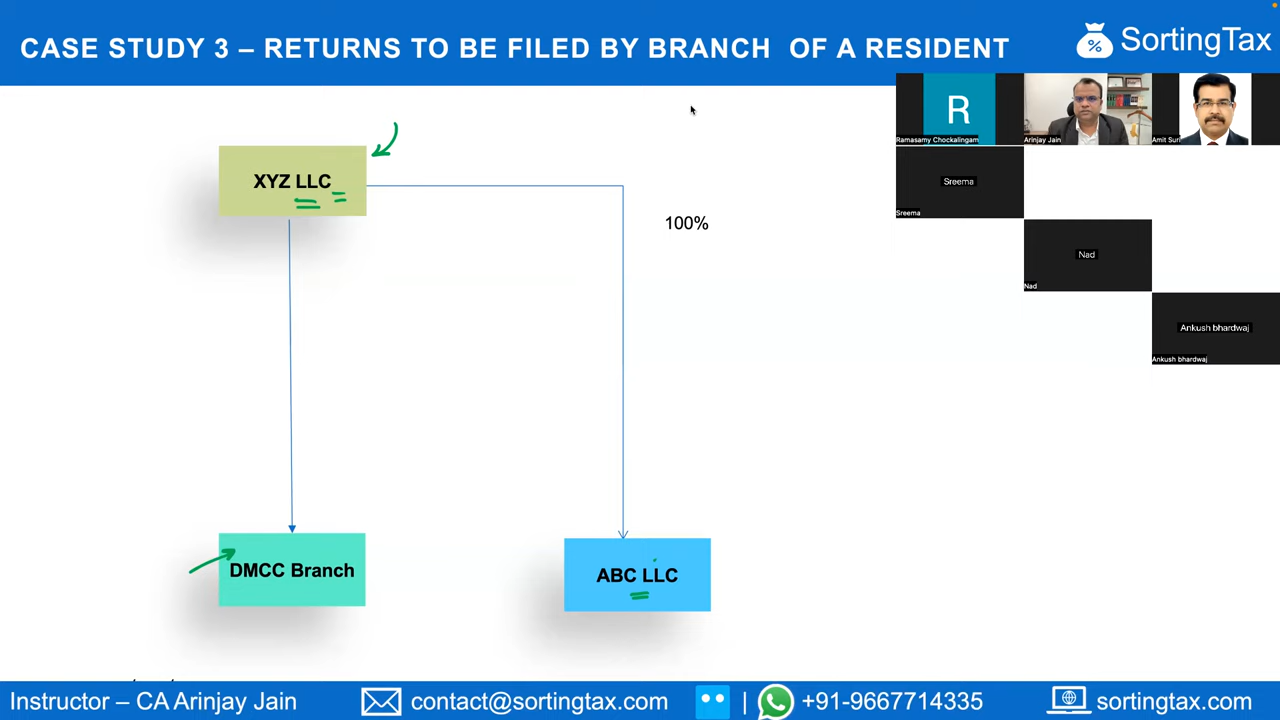 CASE STUDY 3 – RETURNS TO BE FILED BY BRANCH OF A RESIDENT
%
SortingTax
R
Ramasamy Chockalingam
Arinjay Jain
Amit Suri
Sreema
Sreema
Nad
Nad
Ankush bhardwaj
Ankush bhardwaj
XYZ LLC
100%
DMCC Branch
ABC LLC
Instructor – CA Arinjay Jain
contact@sortingtax.com
|
+91-9667714335
sortingtax.com